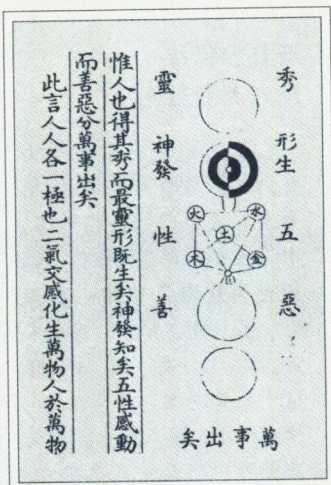 秀 形生 五 惡
水
火
土
金
木
靈 神發 性 善
萬事出矣
惟人也得其秀而最靈形既生矣神發知矣五性感動
而善惡分萬事出矣
此言人人各一極也二氣交感化生萬物人於萬物